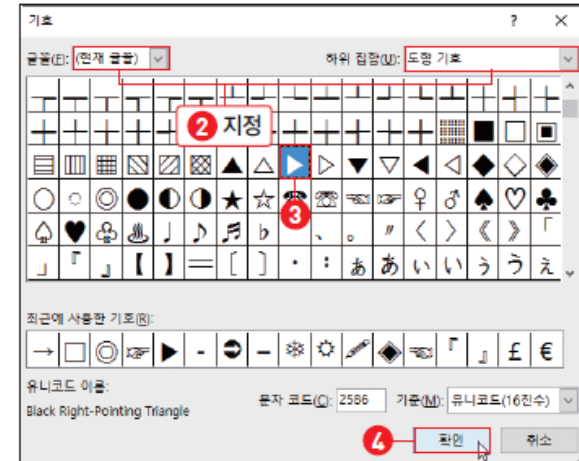 기호 ? ×
글꼴(F): (현재 글꼴) 하위 집합(U): 도형 기호
2 지정
3
최근에 사용한 기호(R):
유니코드 이름:
Black Right-Pointing Triangle
문자 코드(C): 25B6 기준(M): 유니코드(16진수)
4 확인 취소